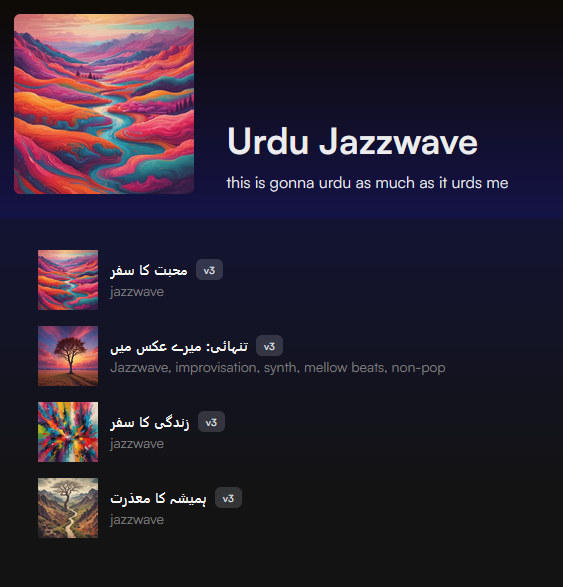 Urdu Jazzwave
this is gonna urdu as much as it urds me
محبت کا سفر v3
jazzwave
تنہائی: میرے عکس میں v3
Jazzwave, improvisation, synth, mellow beats, non-pop
زندگی کا سفر v3
jazzwave
ہمیشہ کا معذرت v3
jazzwave